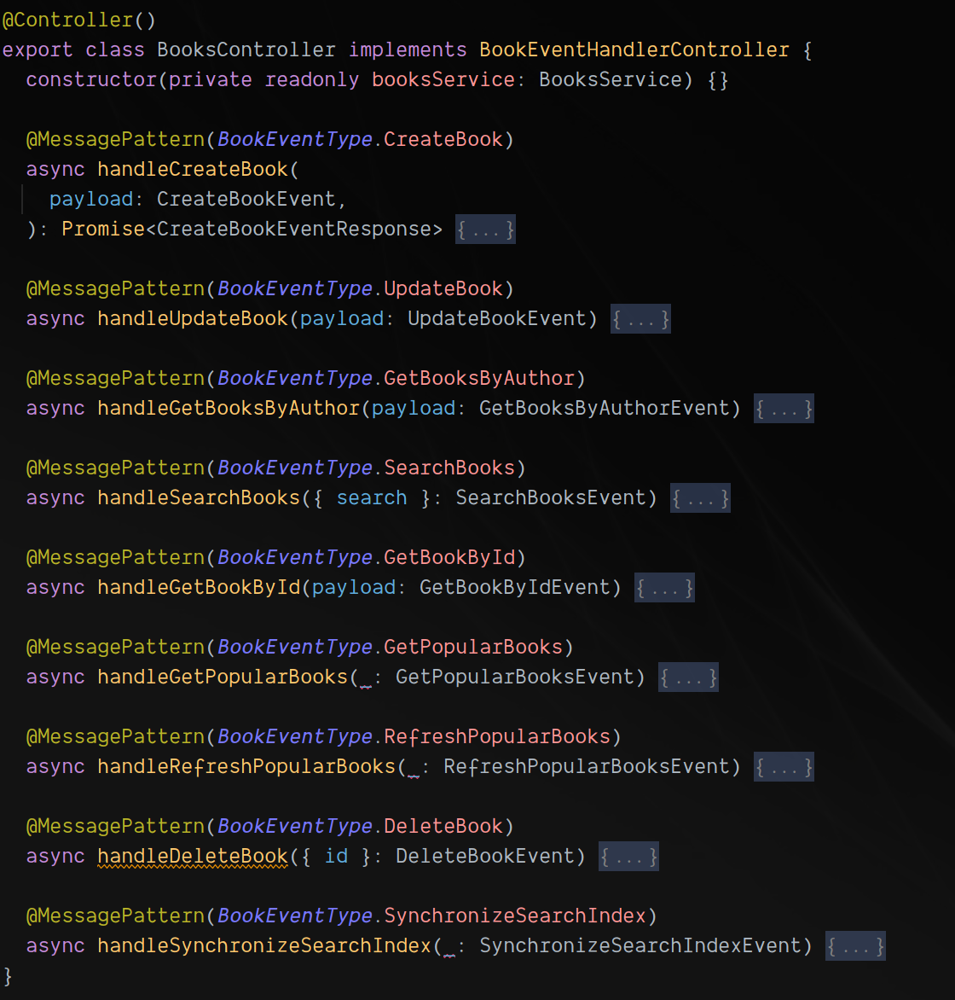 @Controller()
export class BooksController implements BookEventHandlerController {
  constructor(private readonly booksService: BooksService) {}

  @MessagePattern(BookEventType.CreateBook)
  async handleCreateBook(
    payload: CreateBookEvent,
  ): Promise<CreateBookEventResponse> {...}

  @MessagePattern(BookEventType.UpdateBook)
  async handleUpdateBook(payload: UpdateBookEvent) {...}

  @MessagePattern(BookEventType.GetBooksByAuthor)
  async handleGetBooksByAuthor(payload: GetBooksByAuthorEvent) {...}

  @MessagePattern(BookEventType.SearchBooks)
  async handleSearchBooks({ search }: SearchBooksEvent) {...}

  @MessagePattern(BookEventType.GetBookById)
  async handleGetBookById(payload: GetBookByIdEvent) {...}

  @MessagePattern(BookEventType.GetPopularBooks)
  async handleGetPopularBooks(_: GetPopularBooksEvent) {...}

  @MessagePattern(BookEventType.RefreshPopularBooks)
  async handleRefreshPopularBooks(_: RefreshPopularBooksEvent) {...}

  @MessagePattern(BookEventType.DeleteBook)
  async handleDeleteBook({ id }: DeleteBookEvent) {...}

  @MessagePattern(BookEventType.SynchronizeSearchIndex)
  async handleSynchronizeSearchIndex(_: SynchronizeSearchIndexEvent) {...}
}